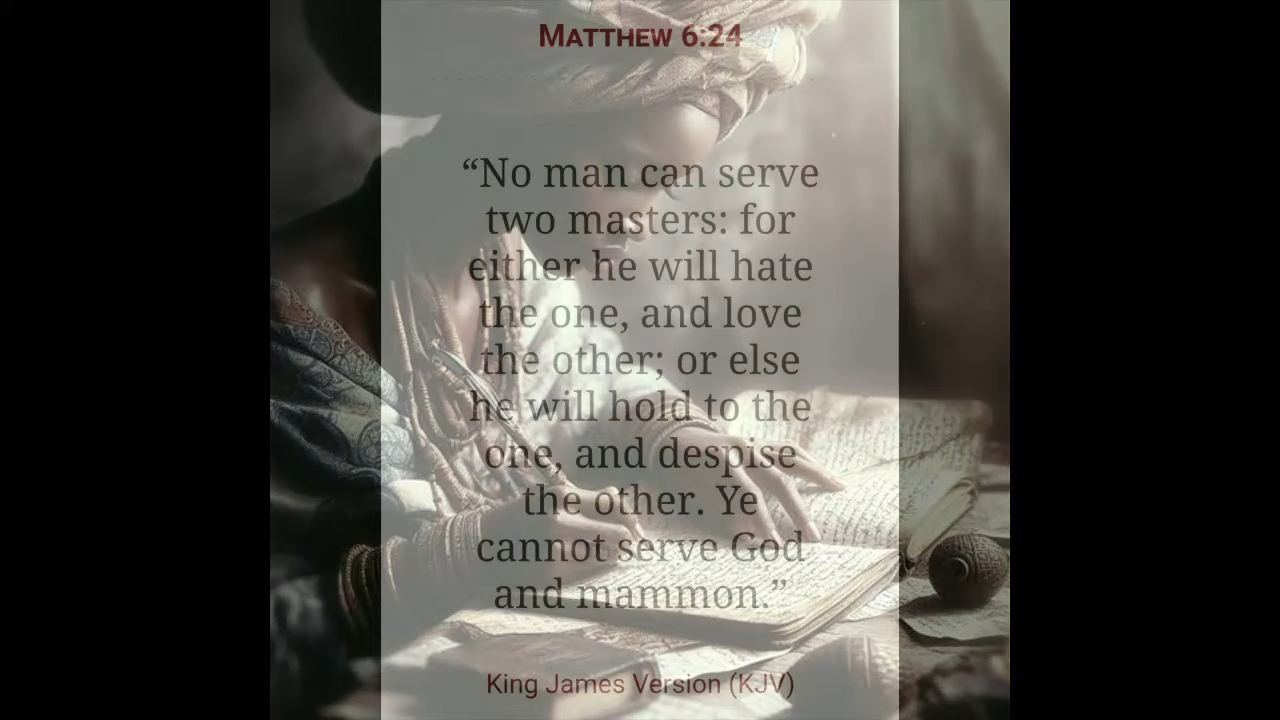 Matthew 6:24
“No man can serve
two masters: for
either he will hate
the one, and love
the other; or else
he will hold to the
one, and despise
the other. Ye
cannot serve God
and mammon.”
King James Version (KJV)